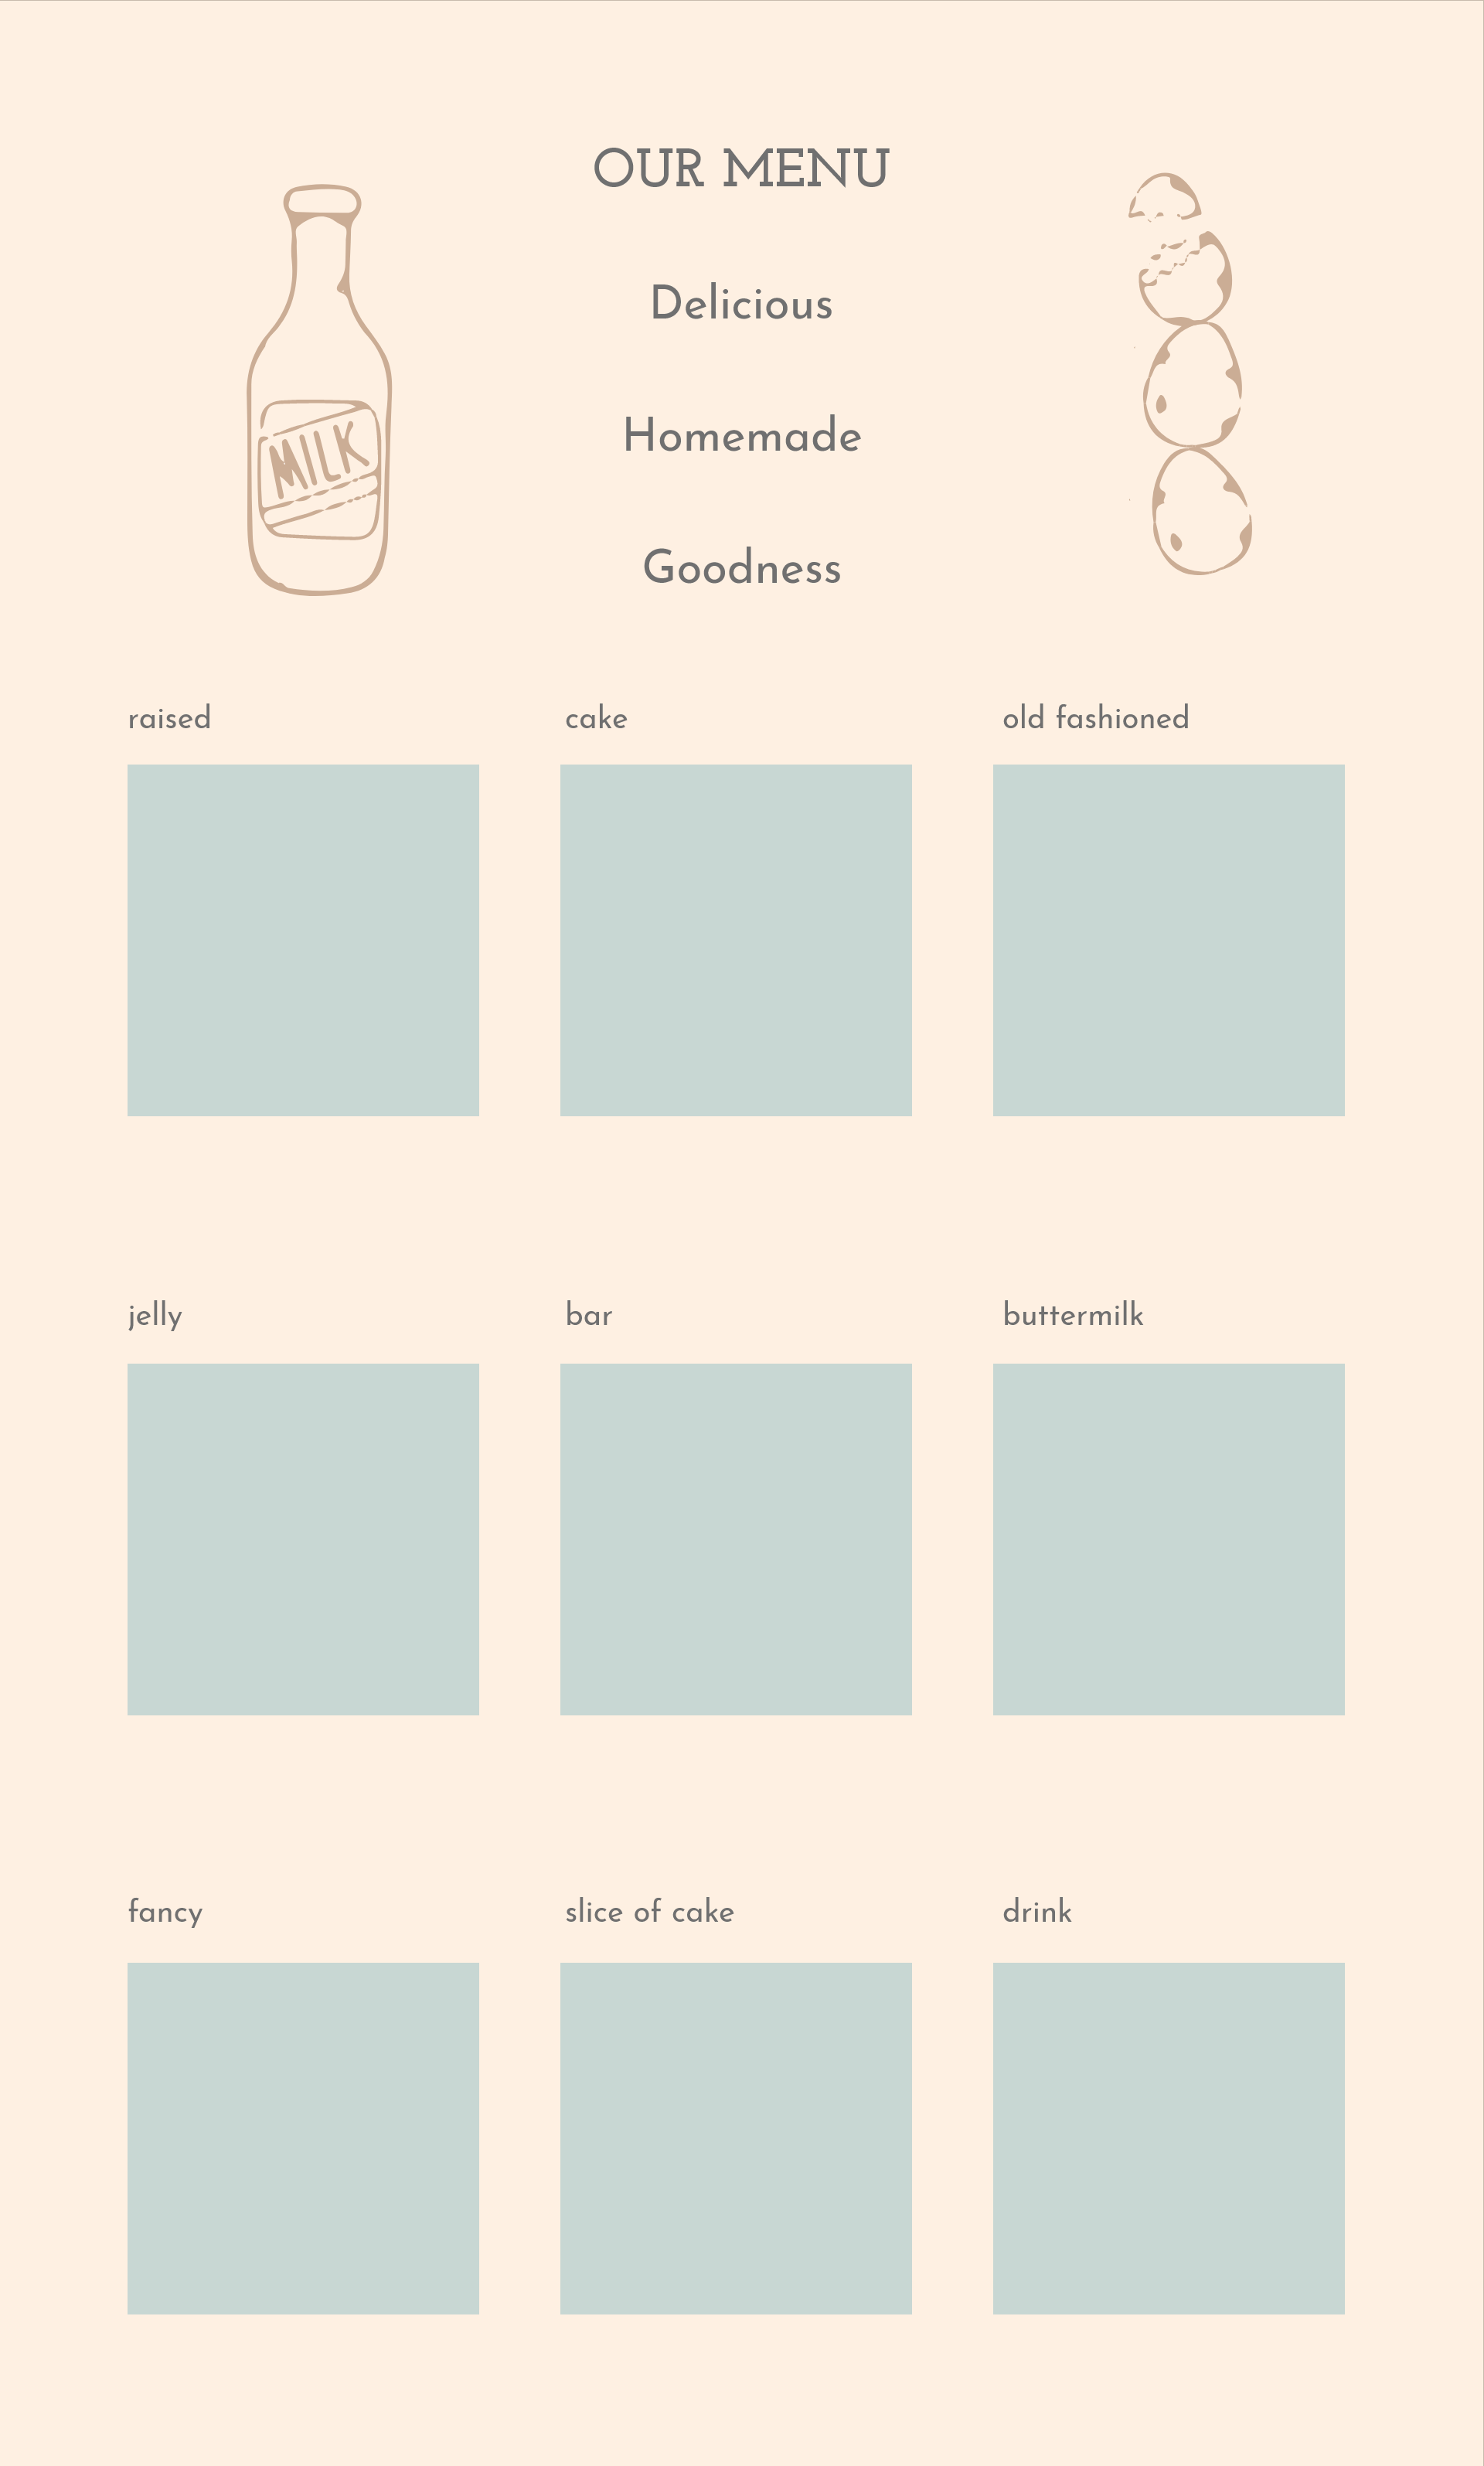 OUR MENU
Delicious
MILK
Homemade
Goodness
raised
cake
old fashioned
jelly
bar
buttermilk
fancy
slice of cake
drink